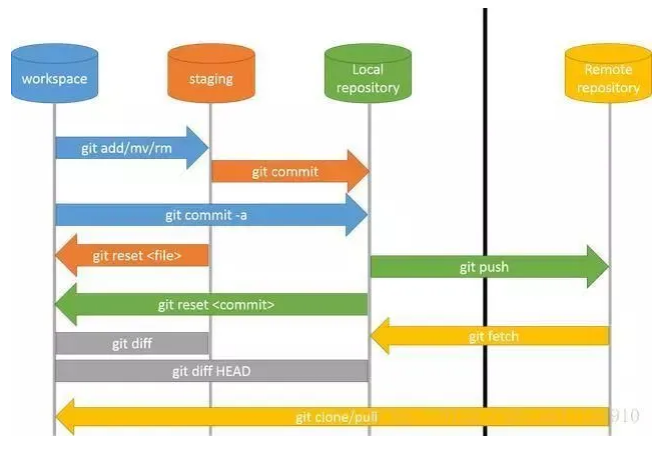 workspace
staging
Local
repository
Remote
repository
git add/mv/rm
git commit
git commit -a
git reset <file>
git push
git reset <commit>
git fetch
git diff
git diff HEAD
git clone/pull
910